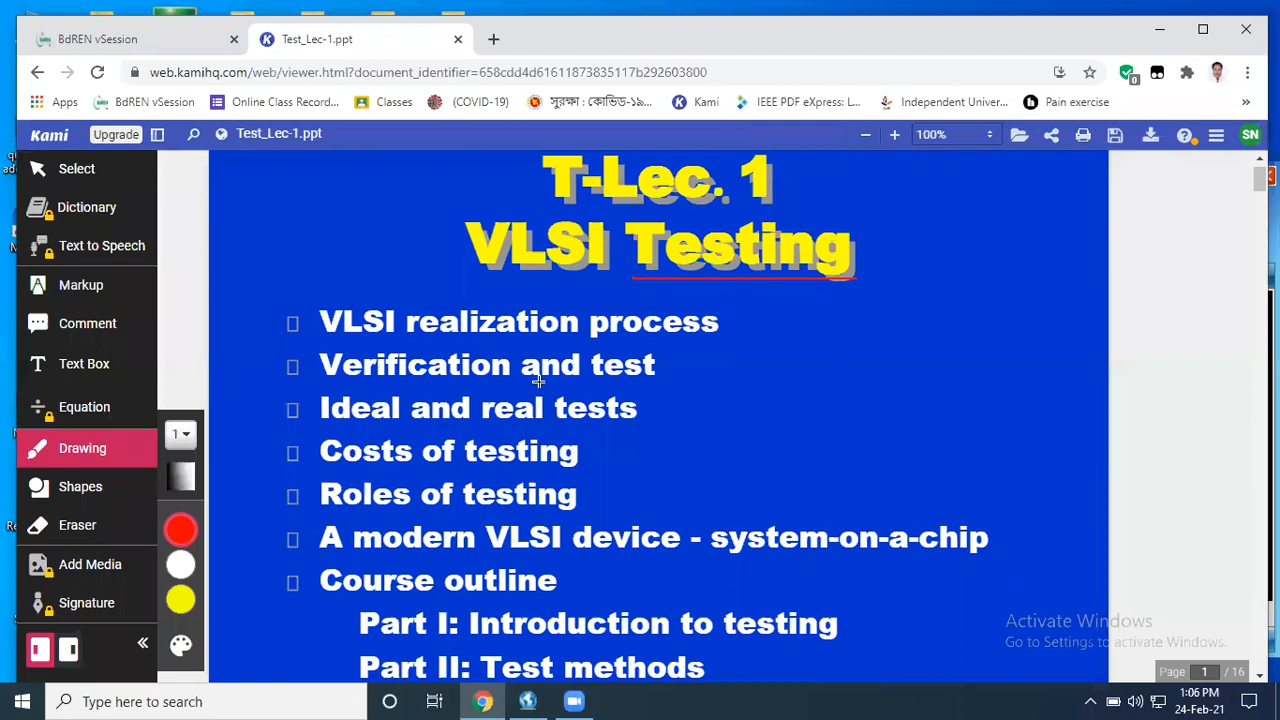 BdREN vSession
Test_Lec-1.ppt
web.kamihq.com/web/viewer.html?document_identifier=658cdd4d61611873835117b292603800
Apps
BdREN vSession
Online Class Record...
Classes
(COVID-19)
সুরক্ষা : কোভিড-১৯...
Kami
IEEE PDF eXpress: L...
Independent Univer...
Pain exercise
»
Kami
Upgrade
Test_Lec-1.ppt
100%
SN
Select
Dictionary
Text to Speech
Markup
Comment
Text Box
Equation
Drawing
Shapes
Eraser
Add Media
Signature
1
T-Lec. 1
VLSI Testing
VLSI realization process
Verification and test
Ideal and real tests
Costs of testing
Roles of testing
A modern VLSI device - system-on-a-chip
Course outline
Part I: Introduction to testing
Part II: Test methods
Activate Windows
Go to Settings to activate Windows.
Page 1 / 16
Type here to search
1:06 PM
24-Feb-21